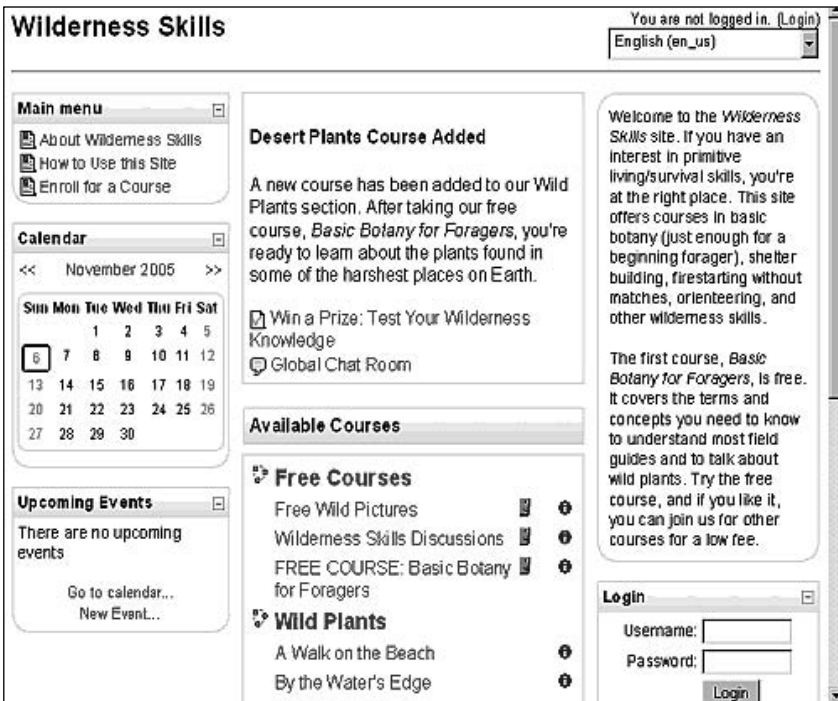 Wilderness Skills
You are not logged in. (Login)
English (en_us)
Main menu
About Wilderness Skills
How to Use this Site
Enroll for a Course
Calendar
<< November 2005 >>
Sun Mon Tue Wed Thu Fri Sat
1 2 3 4 5
6 7 8 9 10 11 12
13 14 15 16 17 18 19
20 21 22 23 24 25 26
27 28 29 30
Upcoming Events
There are no upcoming
events
Go to calendar...
New Event...
Desert Plants Course Added
A new course has been added to our Wild
Plants section. After taking our free
course, Basic Botany for Foragers, you're
ready to learn about the plants found in
some of the harshest places on Earth.
Win a Prize: Test Your Wilderness
Knowledge
Global Chat Room
Available Courses
Free Courses
Free Wild Pictures
Wilderness Skills Discussions
FREE COURSE: Basic Botany
for Foragers
Wild Plants
A Walk on the Beach
By the Water's Edge
Welcome to the Wilderness
Skills site. If you have an
interest in primitive
living/survival skills, you're
at the right place. This site
offers courses in basic
botany (just enough for a
beginning forager), shelter
building, firestarting without
matches, orienteering, and
other wilderness skills.
The first course, Basic
Botany for Foragers, is free.
It covers the terms and
concepts you need to know
to understand most field
guides and to talk about
wild plants. Try the free
course, and if you like it,
you can join us for other
courses for a low fee.
Login
Username:
Password:
Login